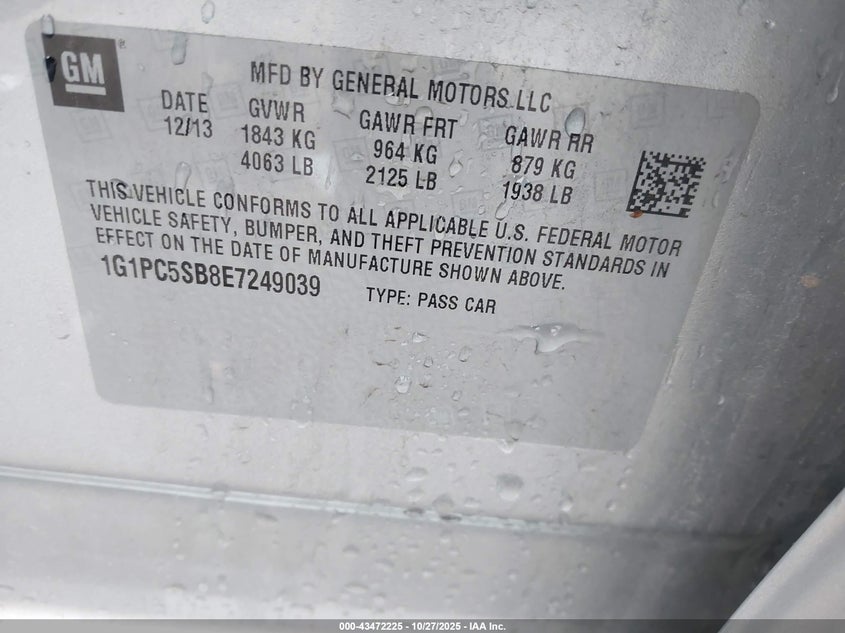 GM
MFD BY GENERAL MOTORS LLC
DATE GVWR GAWR FRT GAWR RR
12/13 1843 KG 964 KG 879 KG
4063 LB 2125 LB 1938 LB
THIS VEHICLE CONFORMS TO ALL APPLICABLE U.S. FEDERAL MOTOR
VEHICLE SAFETY, BUMPER, AND THEFT PREVENTION STANDARDS IN
EFFECT ON THE DATE OF MANUFACTURE SHOWN ABOVE.
1G1PC5SB8E7249039 TYPE: PASS CAR
000-43472225 - 10/27/2025 - IAA Inc.